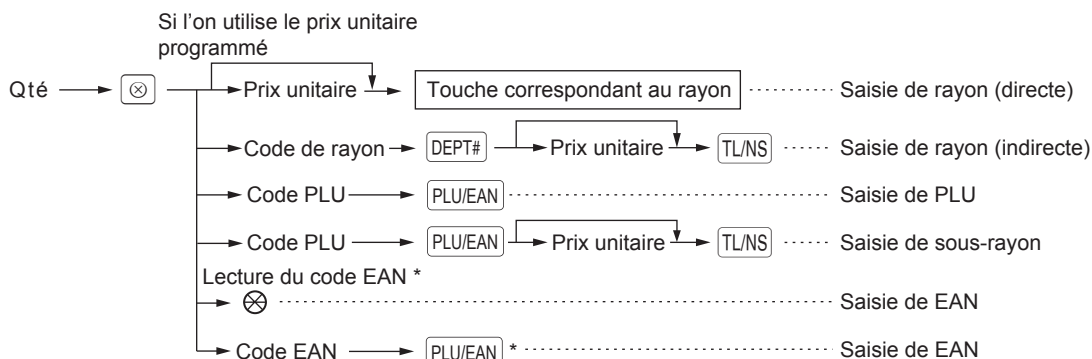 Si l'on utilise le prix unitaire
programmé
Qté ⊗ Prix unitaire Touche correspondant au rayon Saisie de rayon (directe)
Code de rayon DEPT# Prix unitaire TL/NS Saisie de rayon (indirecte)
Code PLU PLU/EAN Saisie de PLU
Code PLU PLU/EAN Prix unitaire TL/NS Saisie de sous-rayon
Lecture du code EAN *
Saisie de EAN
Code EAN PLU/EAN * Saisie de EAN